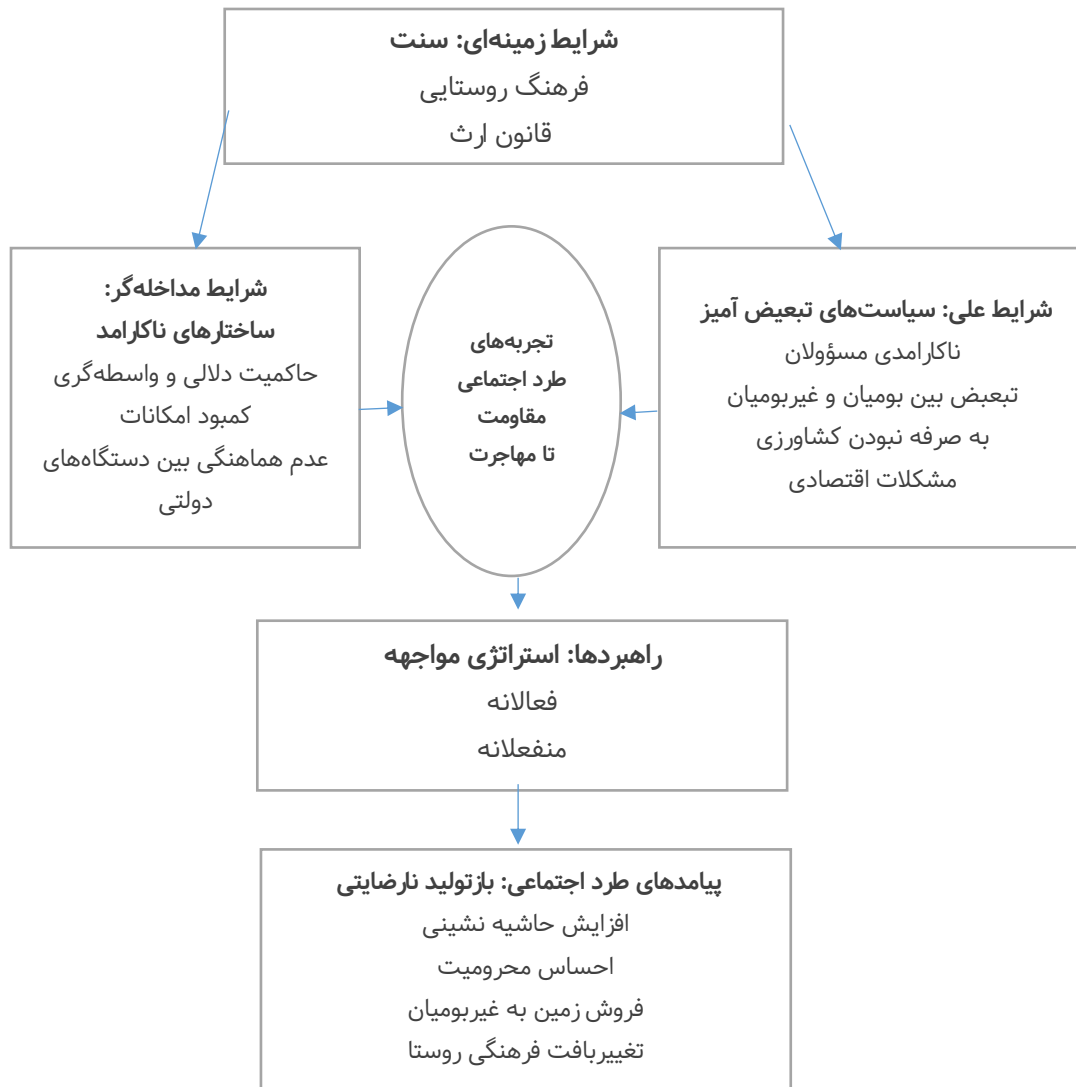 شرایط زمینه‌ای: سنت
فرهنگ روستایی
قانون ارث
شرایط علی: سیاست‌های تبعیض آمیز
ناکارامدی مسؤولان
تبعبض بین بومیان و غیربومیان
به صرفه نبودن کشاورزی
مشکلات اقتصادی
تجربه‌های
طرد اجتماعی
مقاومت
تا مهاجرت
شرایط مداخله‌گر:
ساختارهای ناکارامد
حاکمیت دلالی و واسطه‌گری
کمبود امکانات
عدم هماهنگی بین دستگاه‌های
دولتی
راهبردها: استراتژی مواجهه
فعالانه
منفعلانه
پیامدهای طرد اجتماعی: بازتولید نارضایتی
افزایش حاشیه نشینی
احساس محرومیت
فروش زمین به غیربومیان
تغییربافت فرهنگی روستا